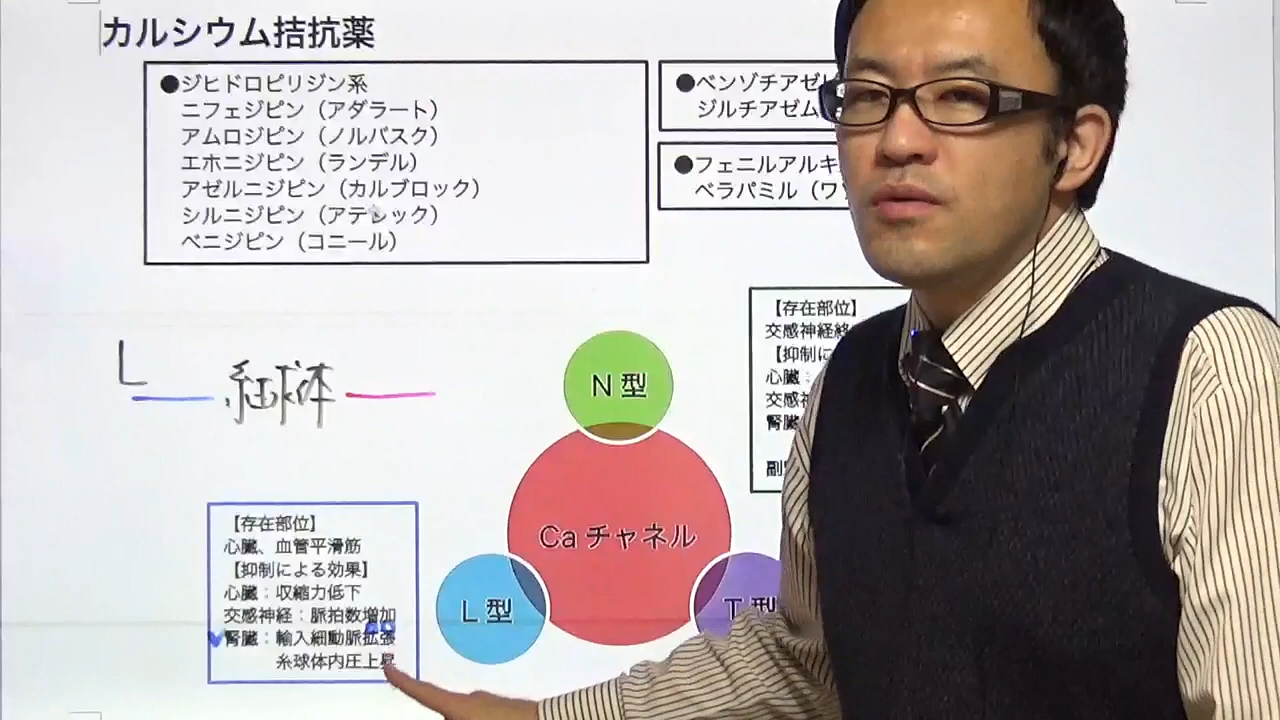 カルシウム拮抗薬
●ジヒドロピリジン系
ニフェジピン（アダラート）
アムロジピン（ノルバスク）
エホニジピン（ランデル）
アゼルニジピン（カルブロック）
シルニジピン（アテレック）
ベニジピン（コニール）
●ベンゾチアゼ
ジルチアゼム
●フェニルアルキ
ベラパミル（ワ
【存在部位】
交感神経終
【抑制に
心臓：
交感神
腎臓
副
L 糸球体
N型
Caチャネル
L型
T型
【存在部位】
心臓、血管平滑筋
【抑制による効果】
心臓：収縮力低下
交感神経：脈拍数増加
腎臓：輸入細動脈拡張
糸球体内圧上昇